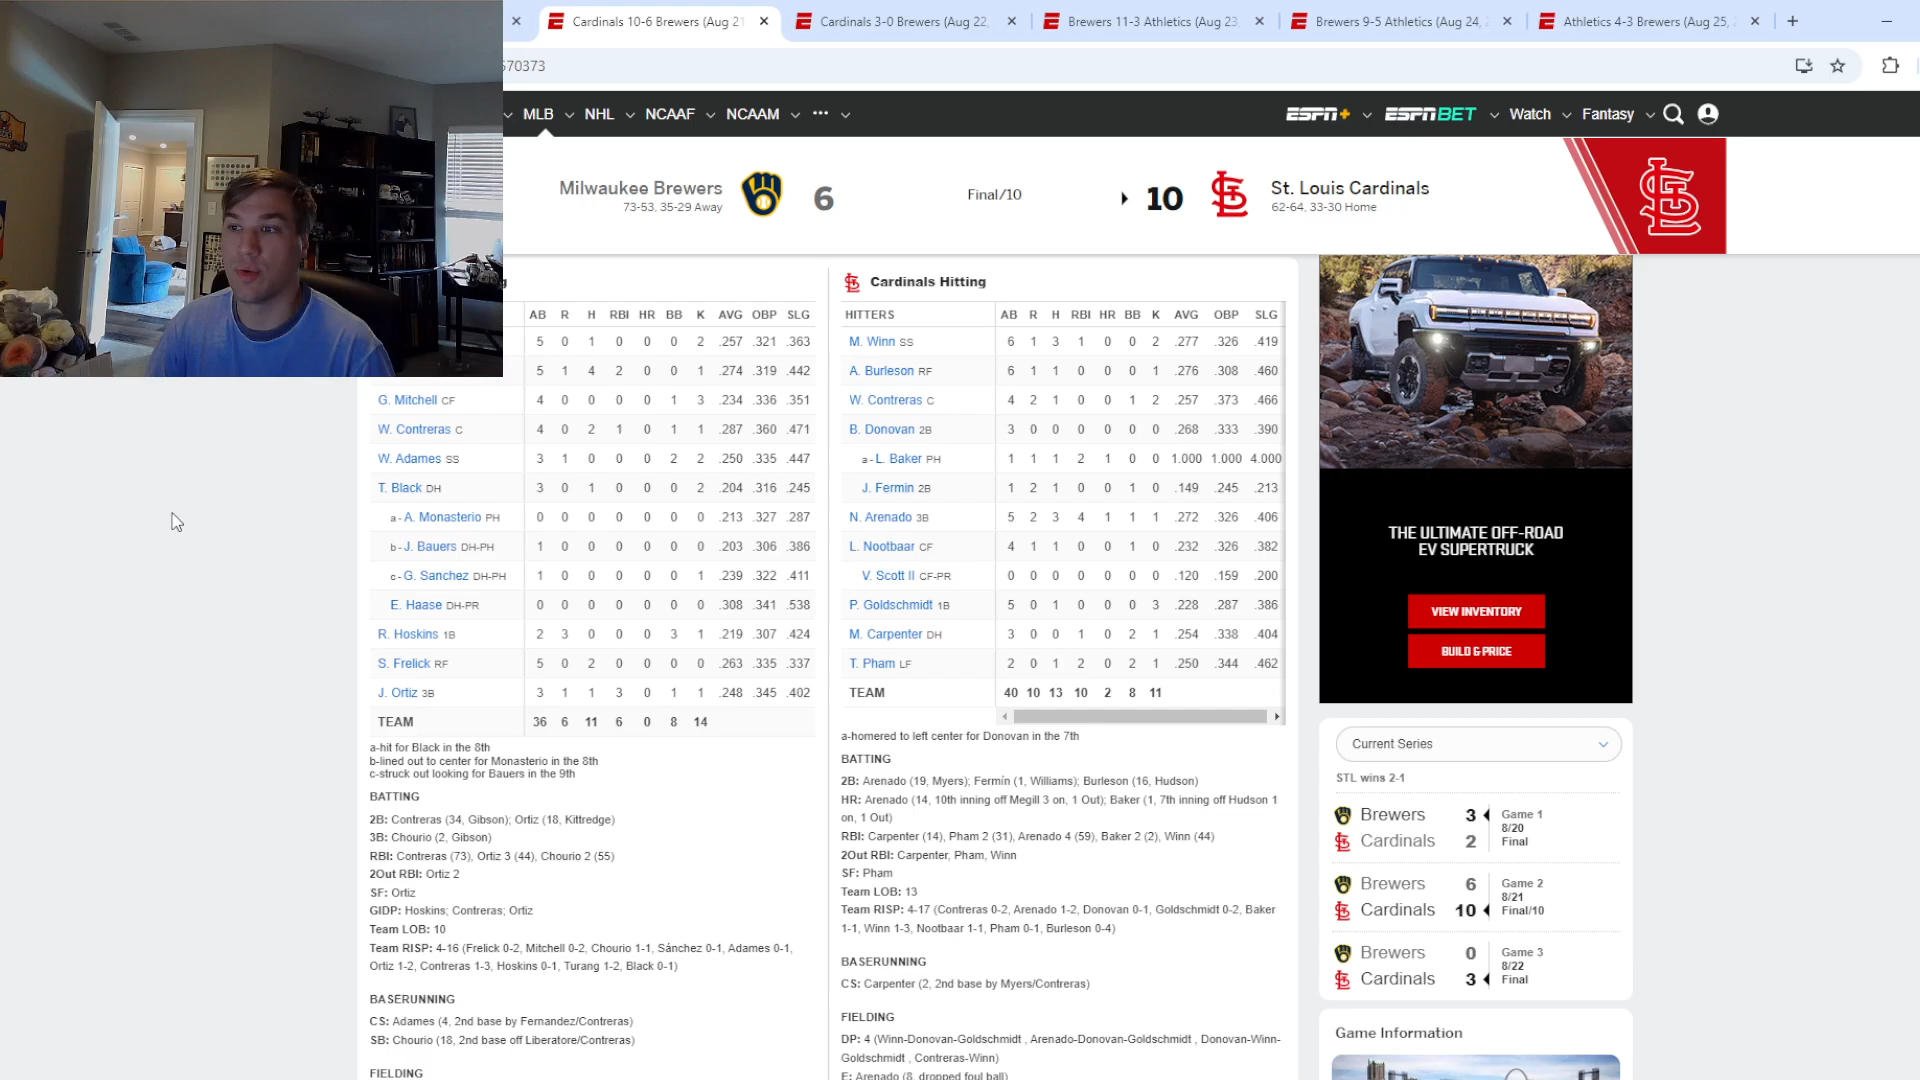 Cardinals 10-6 Brewers (Aug 21
Cardinals 3-0 Brewers (Aug 22,
Brewers 11-3 Athletics (Aug 23,
Brewers 9-5 Athletics (Aug 24,
Athletics 4-3 Brewers (Aug 25,
570373
MLB NHL NCAAF NCAAM
ESPN+ ESPN BET Watch Fantasy
Milwaukee Brewers
73-53, 35-29 Away
6
Final/10
10
St. Louis Cardinals
62-64, 33-30 Home
AB R H RBI HR BB K AVG OBP SLG
5 0 1 0 0 0 2 .257 .321 .363
5 1 4 2 0 0 1 .274 .319 .442
G. Mitchell CF 4 0 0 0 0 1 3 .234 .336 .351
W. Contreras C 4 0 2 1 0 1 1 .287 .360 .471
W. Adames SS 3 1 0 0 0 2 2 .250 .335 .447
T. Black DH 3 0 1 0 0 0 2 .204 .316 .245
a-A. Monasterio PH 0 0 0 0 0 0 0 .213 .327 .287
b-J. Bauers DH-PH 1 0 0 0 0 0 0 .203 .306 .386
c-G. Sanchez DH-PH 1 0 0 0 0 0 1 .239 .322 .411
E. Haase DH-PR 0 0 0 0 0 0 0 .308 .341 .538
R. Hoskins 1B 2 3 0 0 0 3 1 .219 .307 .424
S. Frelick RF 5 0 2 0 0 0 0 .263 .335 .337
J. Ortiz 3B 3 1 1 3 0 1 1 .248 .345 .402
TEAM 36 6 11 6 0 8 14
a-hit for Black in the 8th
b-lined out to center for Monasterio in the 8th
c-struck out looking for Bauers in the 9th
BATTING
2B: Contreras (34, Gibson); Ortiz (18, Kittredge)
3B: Chourio (2, Gibson)
RBI: Contreras (73), Ortiz 3 (44), Chourio 2 (55)
2Out RBI: Ortiz 2
SF: Ortiz
GIDP: Hoskins; Contreras; Ortiz
Team LOB: 10
Team RISP: 4-16 (Frelick 0-2, Mitchell 0-2, Chourio 1-1, Sánchez 0-1, Adames 0-1,
Ortiz 1-2, Contreras 1-3, Hoskins 0-1, Turang 1-2, Black 0-1)
BASERUNNING
CS: Adames (4, 2nd base by Fernandez/Contreras)
SB: Chourio (18, 2nd base off Liberatore/Contreras)
FIELDING
Cardinals Hitting
HITTERS AB R H RBI HR BB K AVG OBP SLG
M. Winn SS 6 1 3 1 0 0 2 .277 .326 .419
A. Burleson RF 6 1 1 0 0 0 1 .276 .308 .460
W. Contreras C 4 2 1 0 0 1 2 .257 .373 .466
B. Donovan 2B 3 0 0 0 0 0 0 .268 .333 .390
a-L. Baker PH 1 1 1 2 1 0 0 1.000 1.000 4.000
J. Fermin 2B 1 2 1 0 0 1 0 .149 .245 .213
N. Arenado 3B 5 2 3 4 1 1 1 .272 .326 .406
L. Nootbaar CF 4 1 1 0 0 1 0 .232 .326 .382
V. Scott II CF-PR 0 0 0 0 0 0 0 .120 .159 .200
P. Goldschmidt 1B 5 0 1 0 0 0 3 .228 .287 .386
M. Carpenter DH 3 0 0 1 0 2 1 .254 .338 .404
T. Pham LF 2 0 1 2 0 2 1 .250 .344 .462
TEAM 40 10 13 10 2 8 11
a-homered to left center for Donovan in the 7th
BATTING
2B: Arenado (19, Myers); Fermín (1, Williams); Burleson (16, Hudson)
HR: Arenado (14, 10th inning off Megill 3 on, 1 Out); Baker (1, 7th inning off Hudson 1
on, 1 Out)
RBI: Carpenter (14), Pham 2 (31), Arenado 4 (59), Baker 2 (2), Winn (44)
2Out RBI: Carpenter, Pham, Winn
SF: Pham
Team LOB: 13
Team RISP: 4-17 (Contreras 0-2, Arenado 1-2, Donovan 0-1, Goldschmidt 0-2, Baker
1-1, Winn 1-3, Nootbaar 1-1, Pham 0-1, Burleson 0-4)
BASERUNNING
CS: Carpenter (2, 2nd base by Myers/Contreras)
FIELDING
DP: 4 (Winn-Donovan-Goldschmidt , Arenado-Donovan-Goldschmidt , Donovan-Winn-
Goldschmidt , Contreras-Winn)
E: Arenado (8, dropped foul ball)
THE ULTIMATE OFF-ROAD
EV SUPERTRUCK
VIEW INVENTORY
BUILD & PRICE
Current Series
STL wins 2-1
Brewers 3 Game 1
8/20
Cardinals 2 Final
Brewers 6 Game 2
8/21
Cardinals 10 Final/10
Brewers 0 Game 3
8/22
Cardinals 3 Final
Game Information